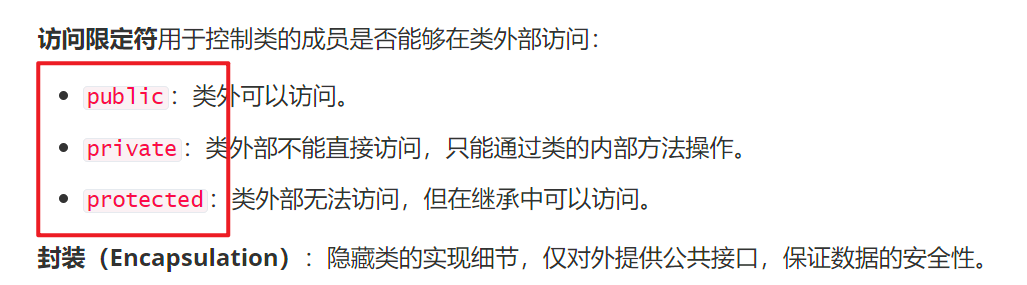 访问限定符用于控制类的成员是否能够在类外部访问：
• public：类外可以访问。
• private：类外部不能直接访问，只能通过类的内部方法操作。
• protected：类外部无法访问，但在继承中可以访问。
封装（Encapsulation）：隐藏类的实现细节，仅对外提供公共接口，保证数据的安全性。